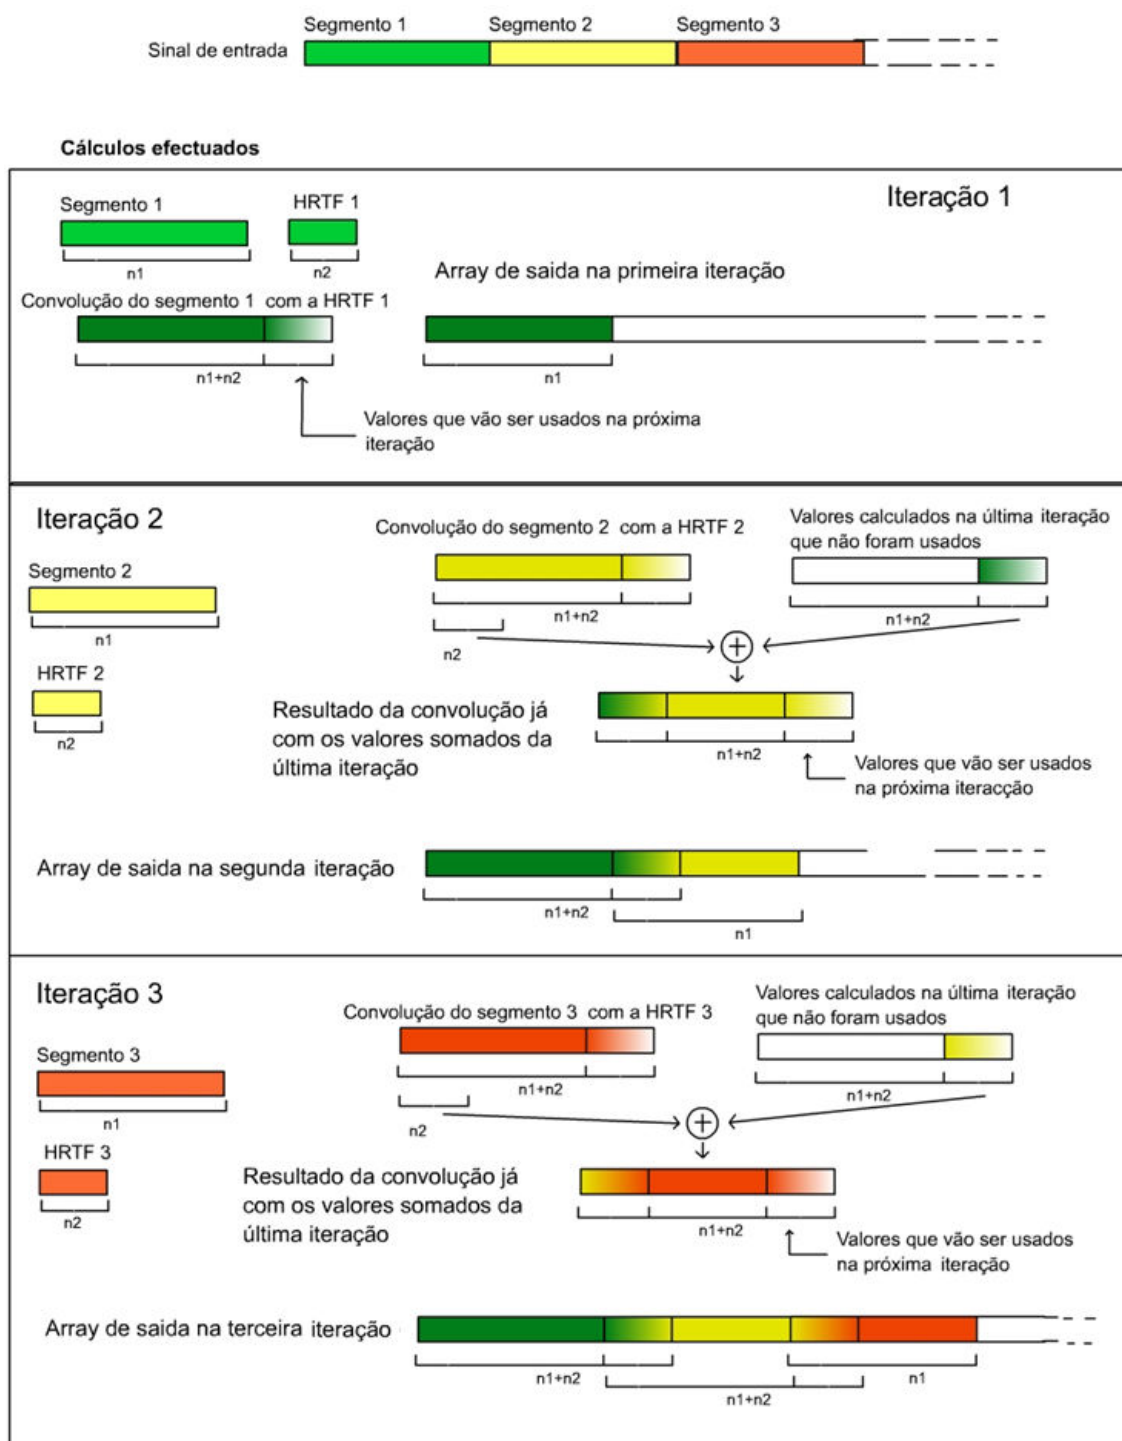 Segmento 1 Segmento 2 Segmento 3
Sinal de entrada
Cálculos efectuados
Iteração 1
Segmento 1 HRTF 1
n1 n2
Array de saida na primeira iteração
Convolução do segmento 1 com a HRTF 1
n1+n2
n1
Valores que vão ser usados na próxima
iteração
Iteração 2
Convolução do segmento 2 com a HRTF 2
Valores calculados na última iteração
que não foram usados
Segmento 2
n1
n1+n2
n1+n2
n2
HRTF 2
n2
Resultado da convolução já
com os valores somados da
última iteração
n1+n2
Valores que vão ser usados
na próxima iteracção
Array de saida na segunda iteração
n1+n2
n1
Iteração 3
Convolução do segmento 3 com a HRTF 3
Valores calculados na última iteração
que não foram usados
Segmento 3
n1
n1+n2
n1+n2
n2
HRTF 3
n2
Resultado da convolução já
com os valores somados da
última iteração
n1+n2
Valores que vão ser usados
na próxima iteração
Array de saida na terceira iteração
n1+n2
n1+n2
n1